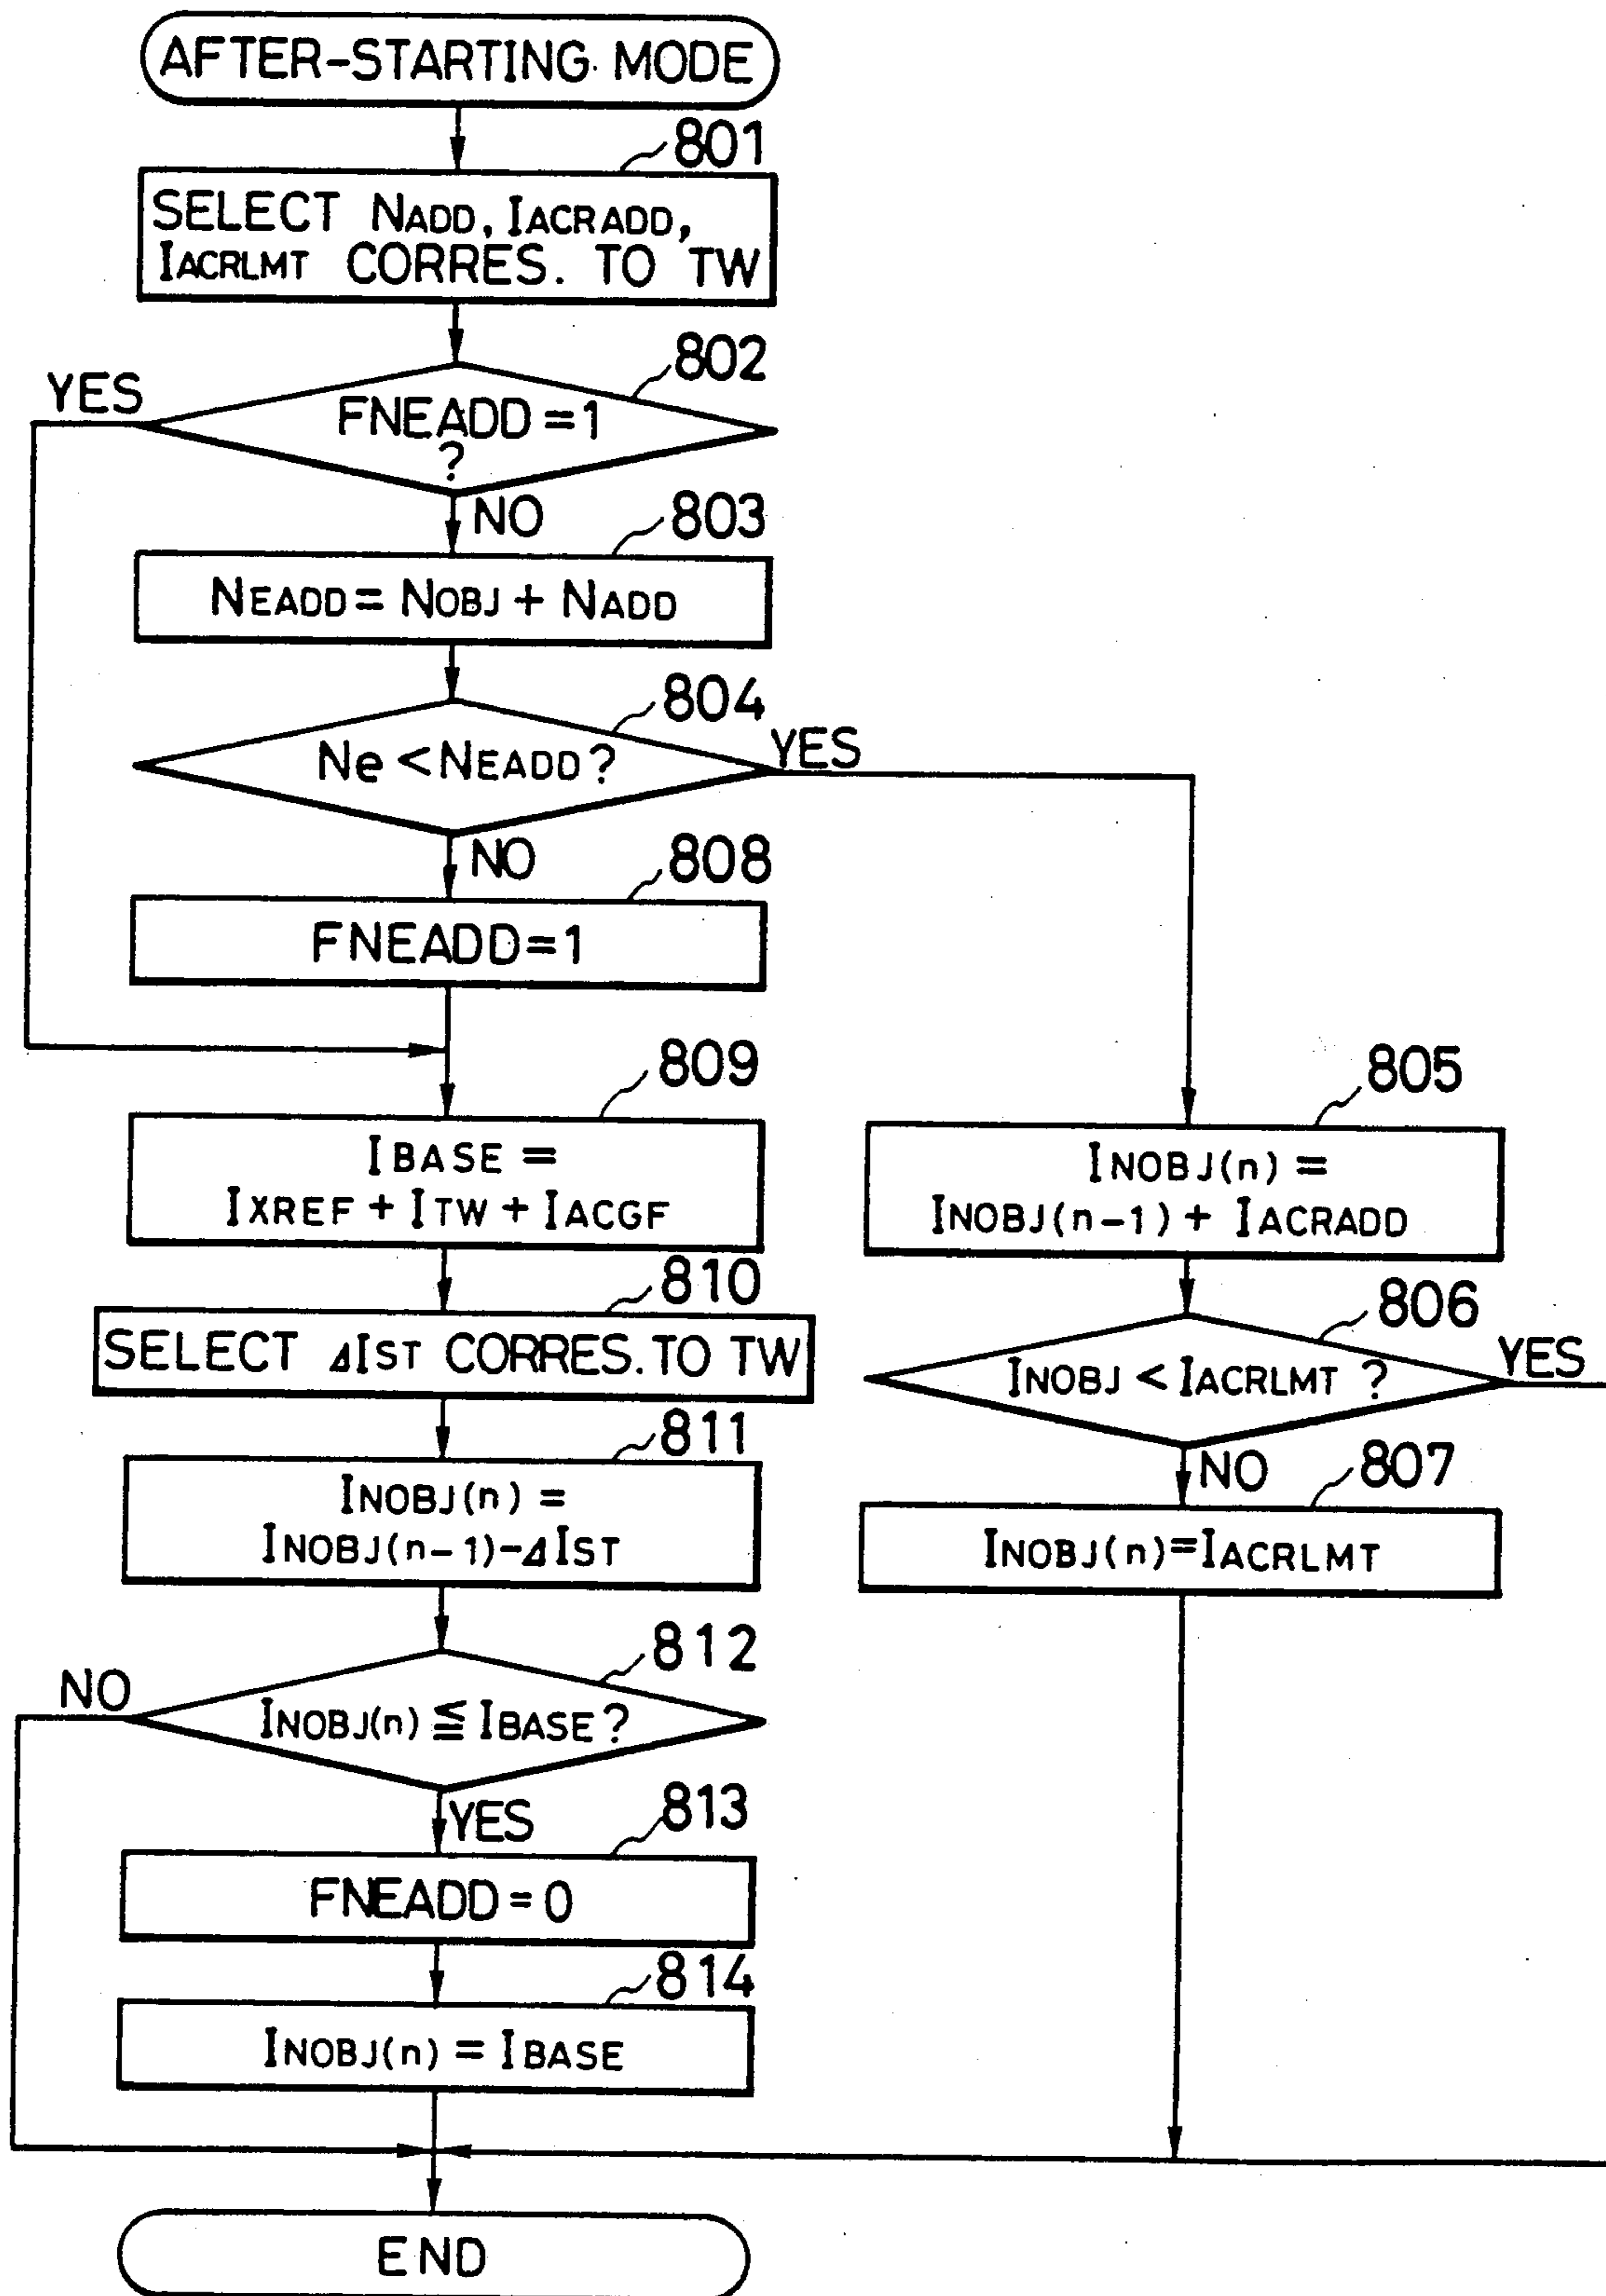 AFTER-STARTING MODE
801
SELECT NADD, IACRADD,
IACRLMT CORRES. TO TW
802
YES
FNEADD=1
?
NO
803
NEADD = NOBJ + NADD
804
Ne < NEADD ?
YES
NO
808
FNEADD=1
809
IBASE =
IXREF + ITW + IACGF
810
SELECT ΔIST CORRES. TO TW
811
INOBJ(n) =
INOBJ(n-1)-ΔIST
812
NO
INOBJ(n) ≦ IBASE ?
YES
813
FNEADD=0
814
INOBJ(n) = IBASE
805
INOBJ(n) =
INOBJ(n-1) + IACRADD
806
INOBJ < IACRLMT ?
YES
NO
807
INOBJ(n)=IACRLMT
END